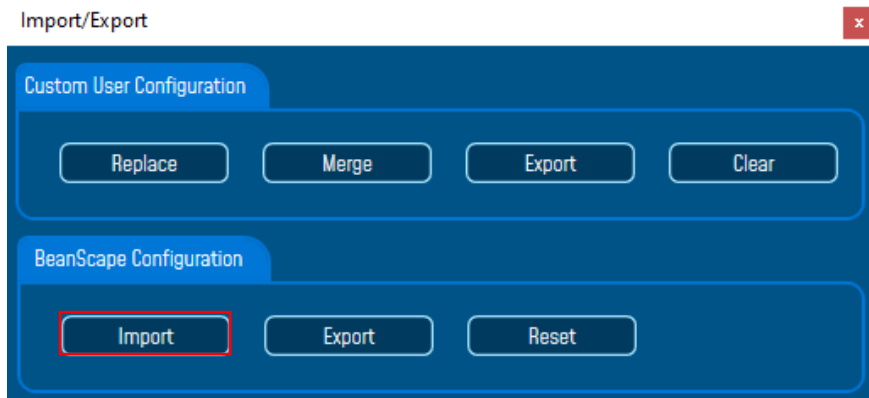 Import/Export
x
Custom User Configuration
Replace Merge Export Clear
BeanScape Configuration
Import Export Reset